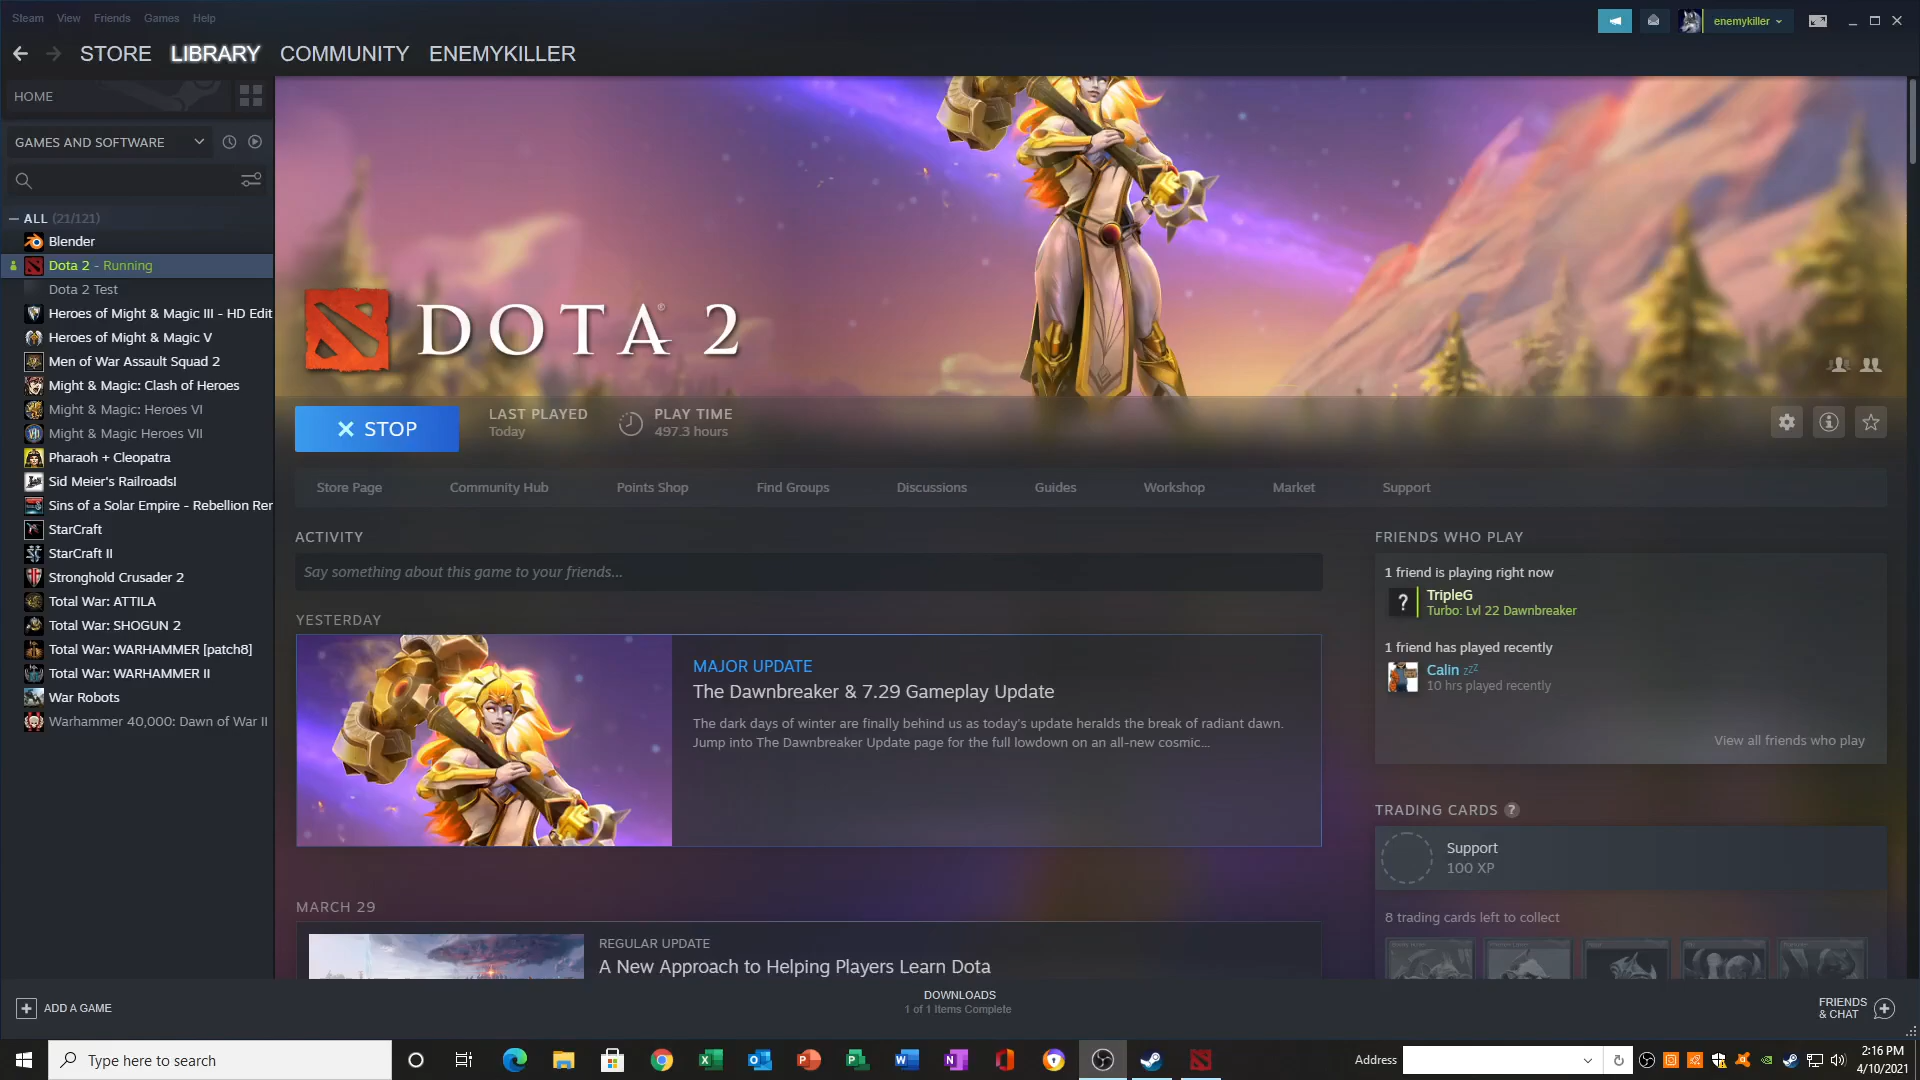 Steam View Friends Games Help
enemykiller
STORE LIBRARY COMMUNITY ENEMYKILLER
HOME
GAMES AND SOFTWARE
ALL (21/121)
Blender
Dota 2 - Running
Dota 2 Test
Heroes of Might & Magic III - HD Edit
Heroes of Might & Magic V
Men of War Assault Squad 2
Might & Magic: Clash of Heroes
Might & Magic: Heroes VI
Might & Magic Heroes VII
Pharaoh + Cleopatra
Sid Meier's Railroads!
Sins of a Solar Empire - Rebellion Rer
StarCraft
StarCraft II
Stronghold Crusader 2
Total War: ATTILA
Total War: SHOGUN 2
Total War: WARHAMMER [patch8]
Total War: WARHAMMER II
War Robots
Warhammer 40,000: Dawn of War II
DOTA® 2
STOP
LAST PLAYED
Today
PLAY TIME
497.3 hours
Store Page Community Hub Points Shop Find Groups Discussions Guides Workshop Market Support
ACTIVITY
Say something about this game to your friends...
YESTERDAY
MAJOR UPDATE
The Dawnbreaker & 7.29 Gameplay Update
The dark days of winter are finally behind us as today's update heralds the break of radiant dawn.
Jump into The Dawnbreaker Update page for the full lowdown on an all-new cosmic...
MARCH 29
REGULAR UPDATE
A New Approach to Helping Players Learn Dota
FRIENDS WHO PLAY
1 friend is playing right now
?
TripleG
Turbo: Lvl 22 Dawnbreaker
1 friend has played recently
Calin zzZ
10 hrs played recently
View all friends who play
TRADING CARDS ?
Support
100 XP
8 trading cards left to collect
ADD A GAME
DOWNLOADS
1 of 1 Items Complete
FRIENDS
& CHAT
Type here to search
Address
2:16 PM
4/10/2021